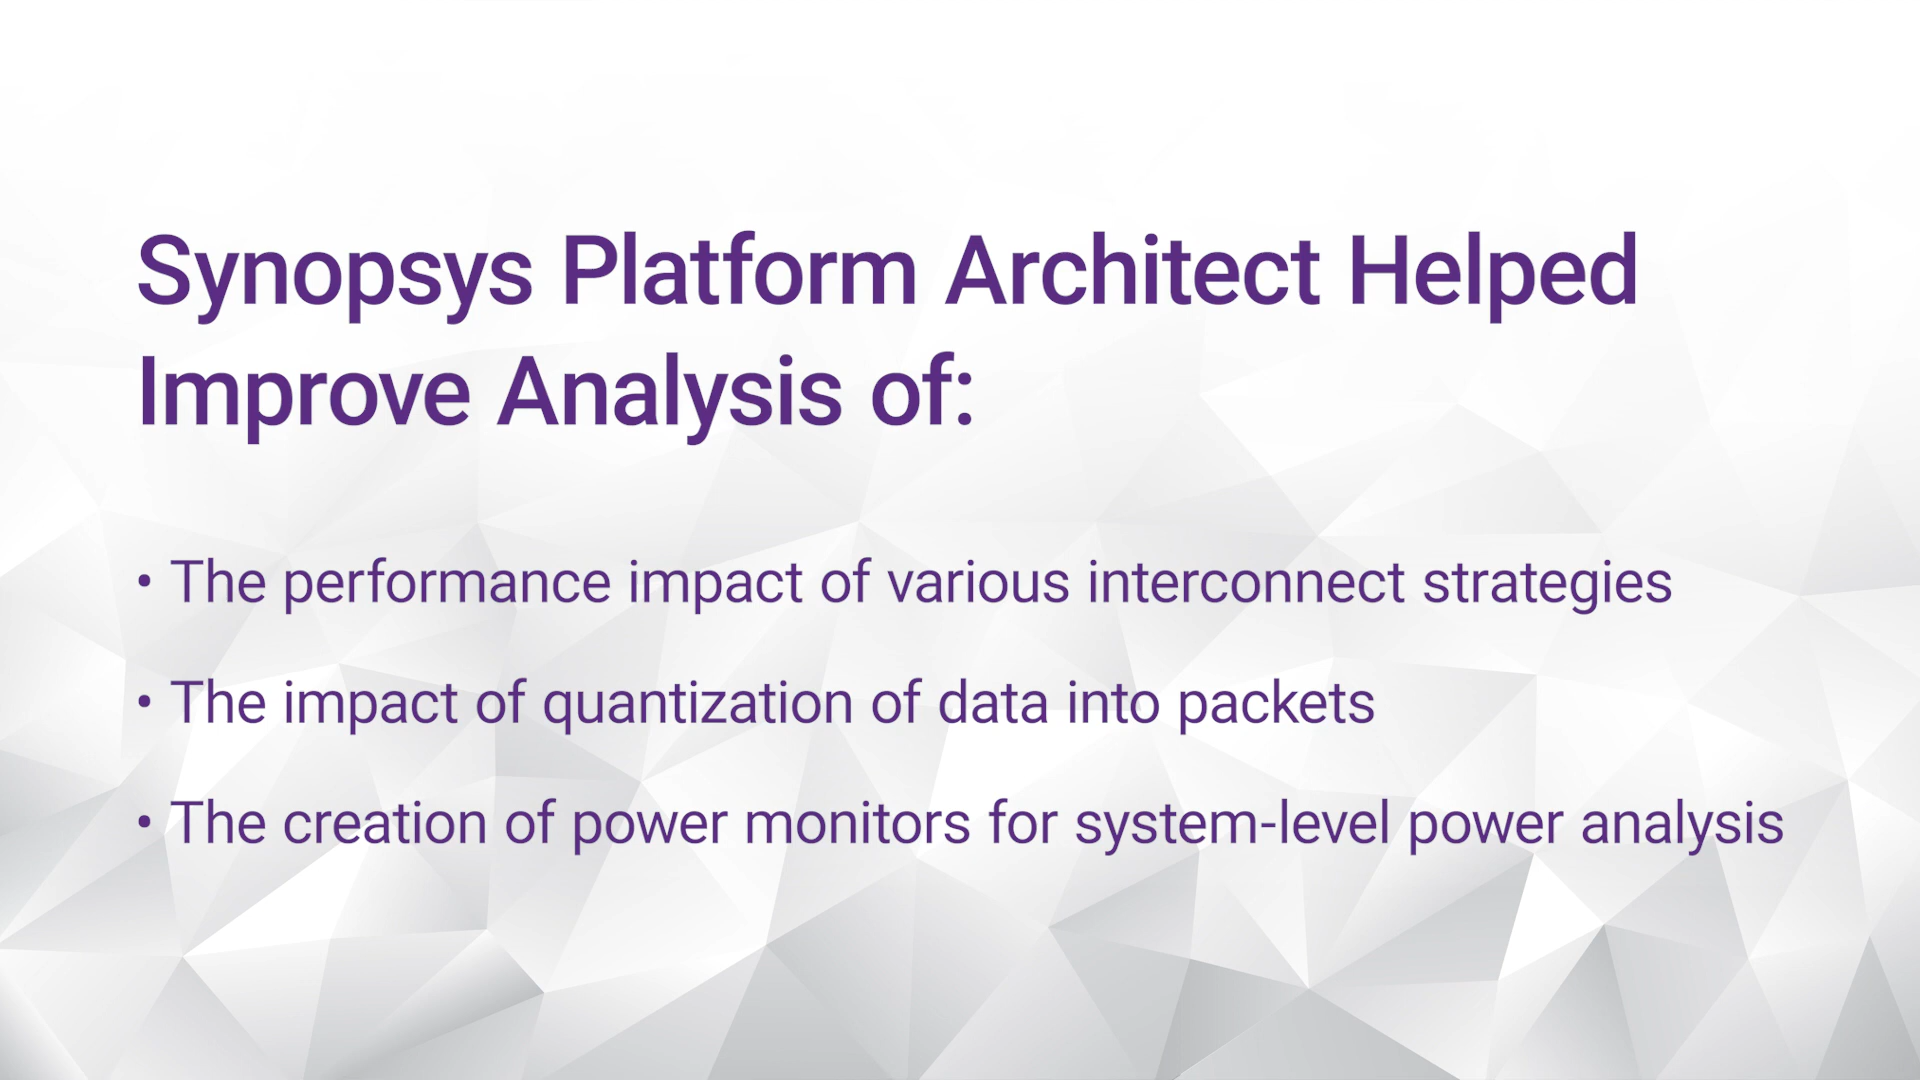 Synopsys Platform Architect Helped
Improve Analysis of:
• The performance impact of various interconnect strategies
• The impact of quantization of data into packets
• The creation of power monitors for system-level power analysis